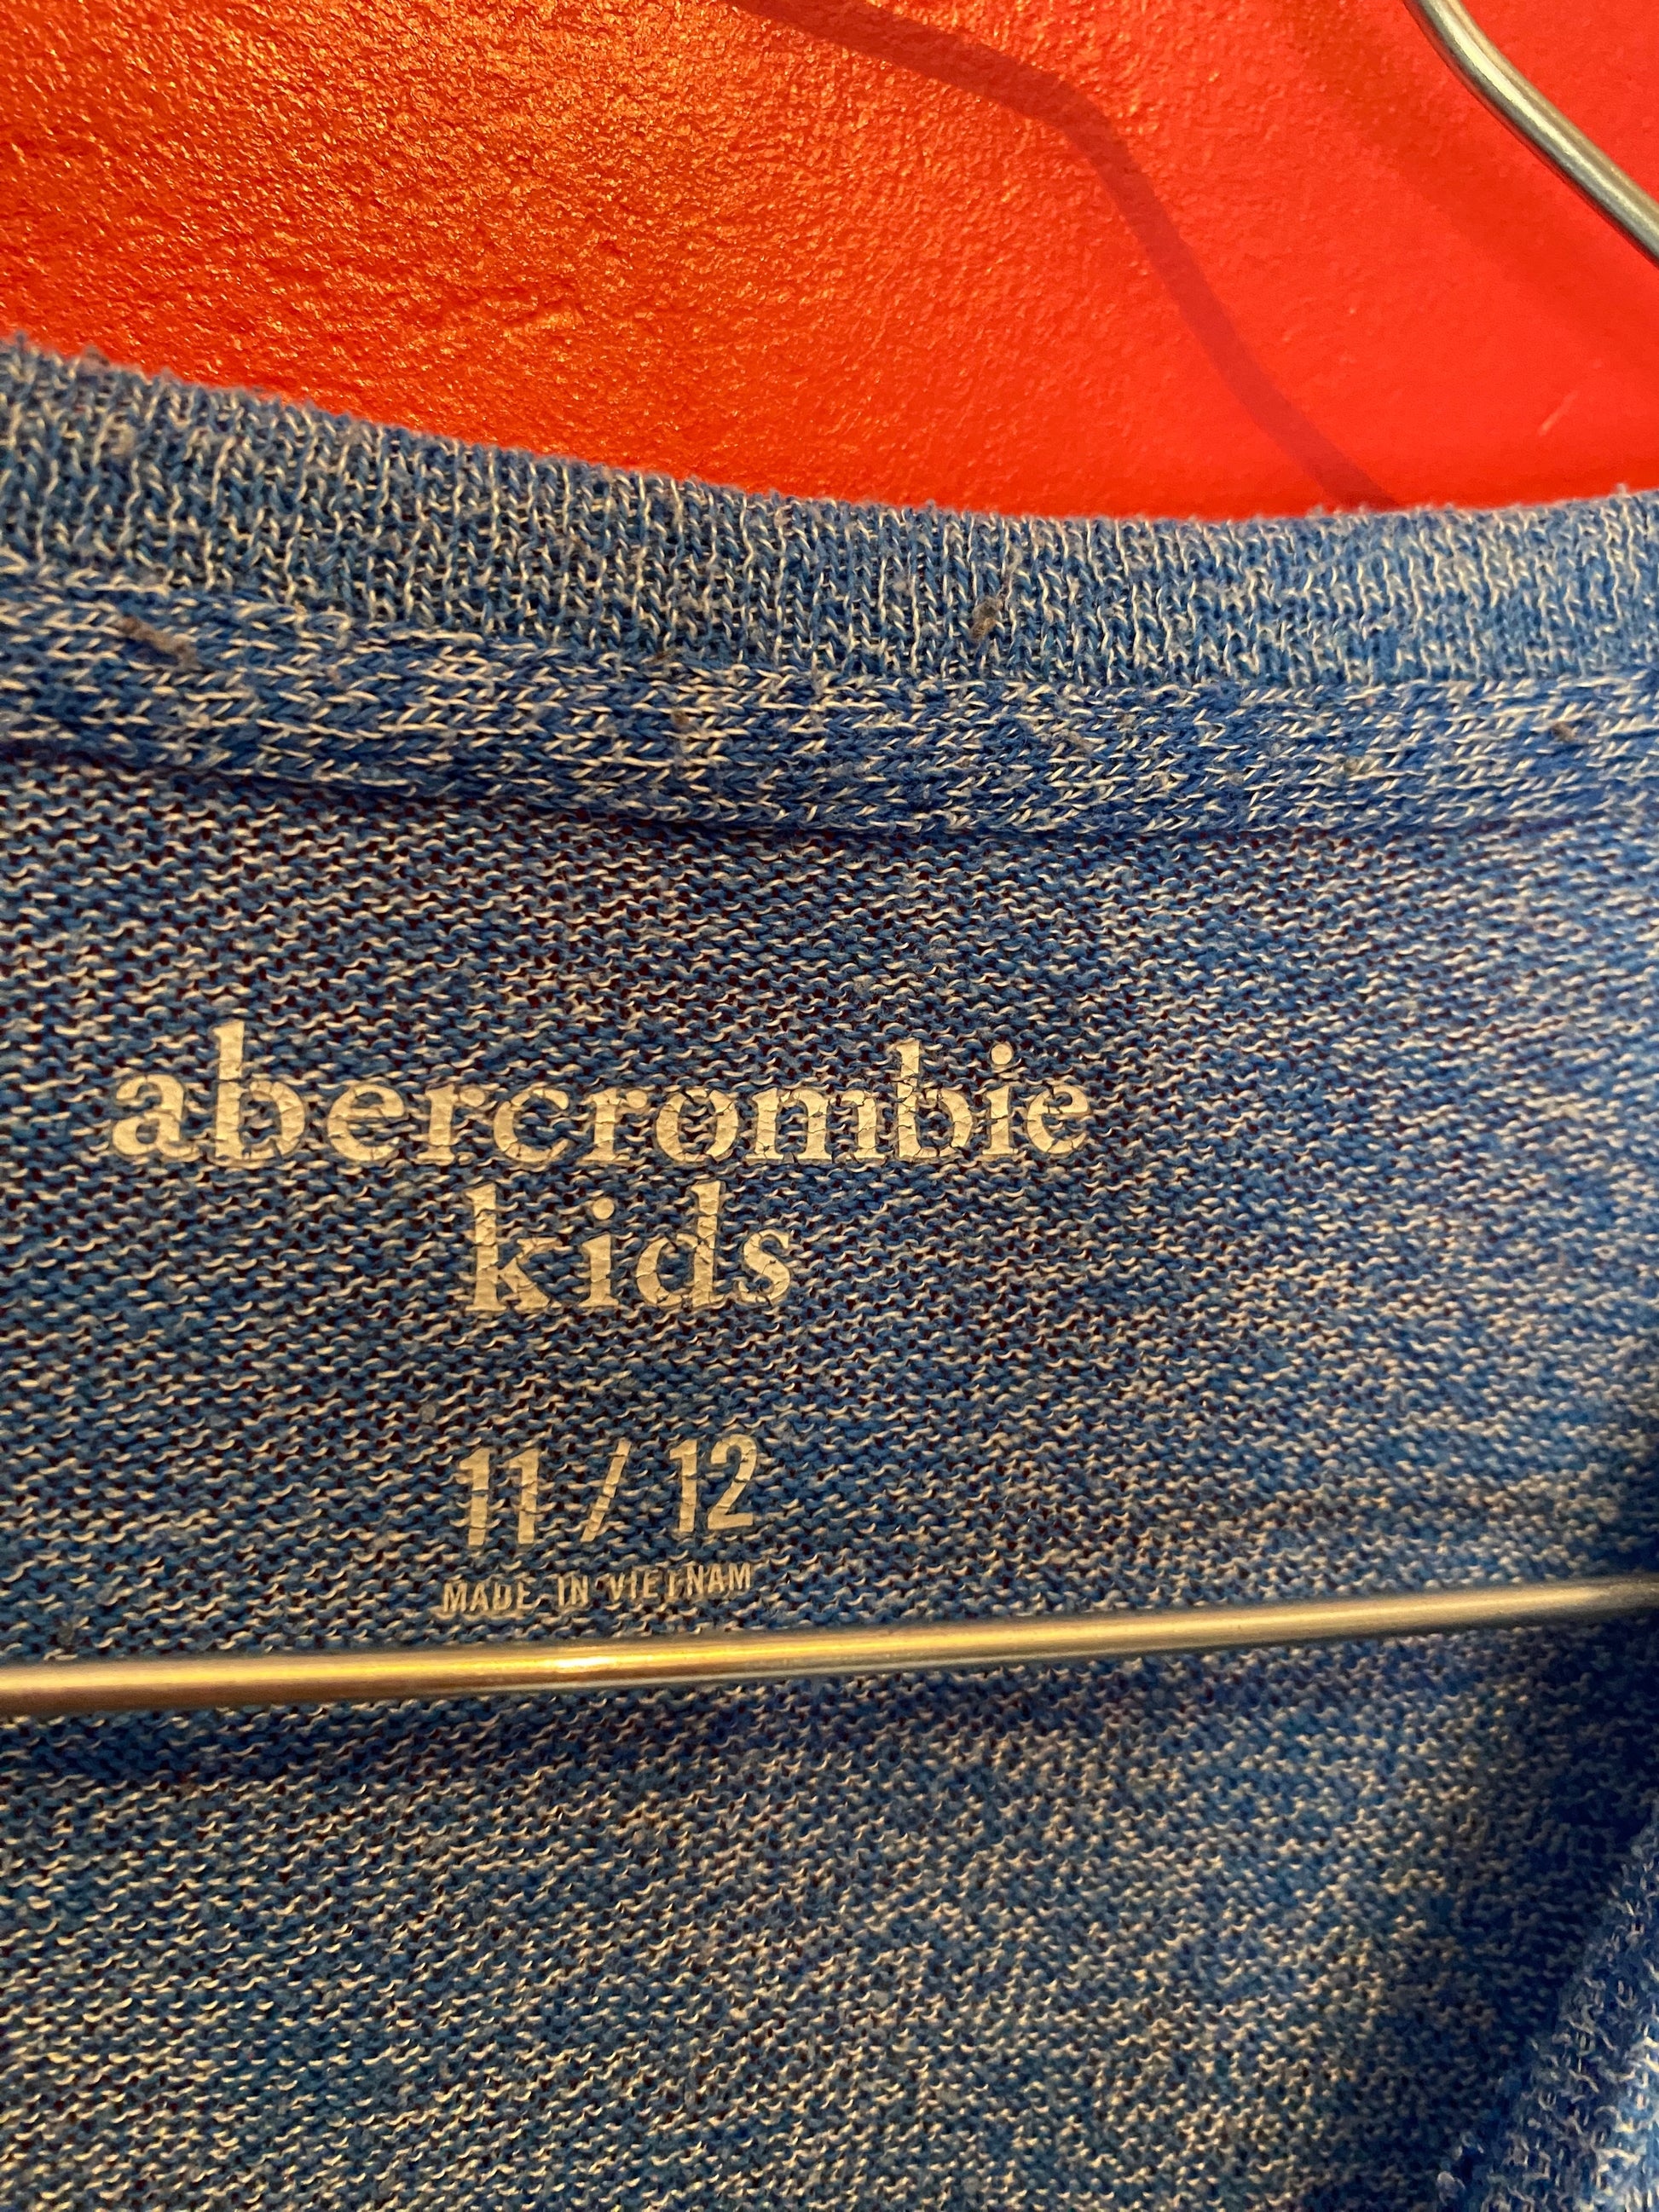 abercrombie
kids
11 / 12
MADE IN VIETNAM